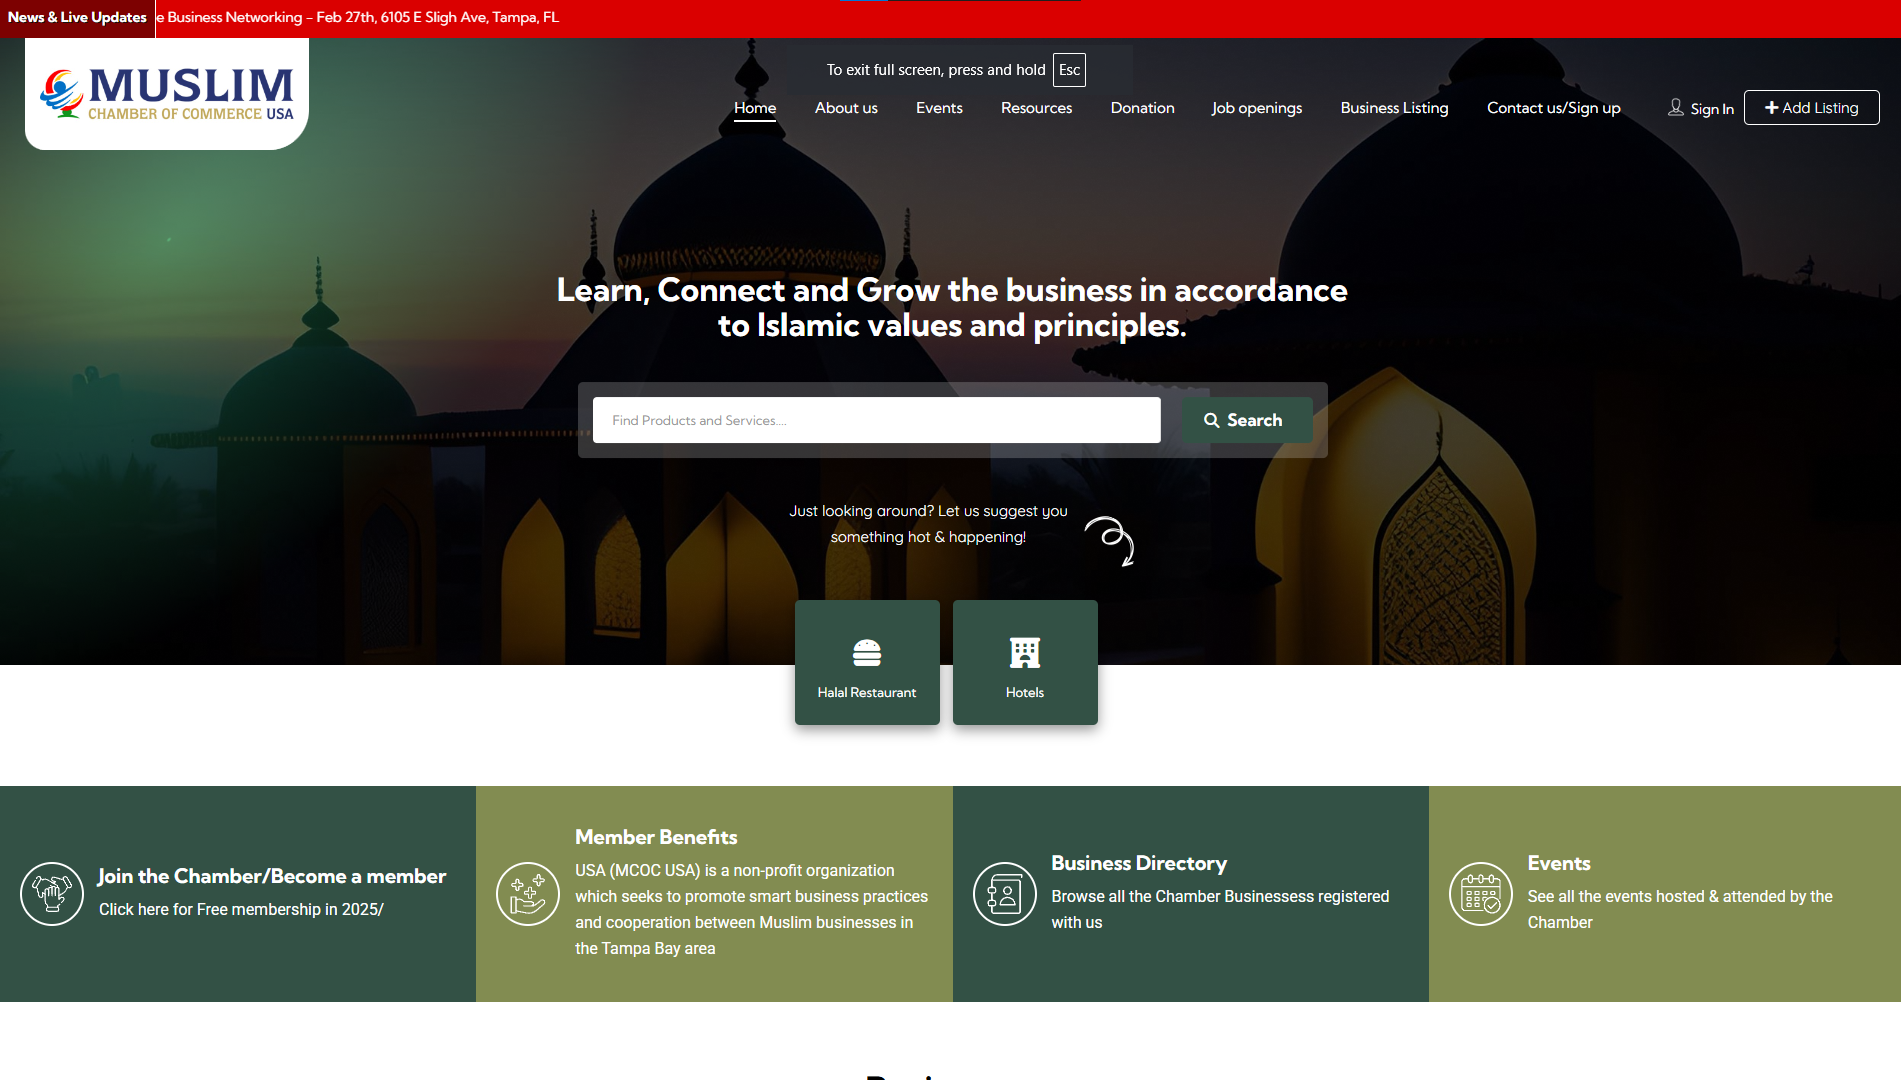 News & Live Updates
e Business Networking – Feb 27th, 6105 E Sligh Ave, Tampa, FL
MUSLIM
CHAMBER OF COMMERCE USA
To exit full screen, press and hold Esc
Home
About us
Events
Resources
Donation
Job openings
Business Listing
Contact us/Sign up
Sign In
Add Listing
Learn, Connect and Grow the business in accordance
to Islamic values and principles.
Find Products and Services....
Search
Just looking around? Let us suggest you
something hot & happening!
Halal Restaurant
Hotels
Join the Chamber/Become a member
Click here for Free membership in 2025/
Member Benefits
USA (MCOC USA) is a non-profit organization
which seeks to promote smart business practices
and cooperation between Muslim businesses in
the Tampa Bay area
Business Directory
Browse all the Chamber Businessess registered
with us
Events
See all the events hosted & attended by the
Chamber